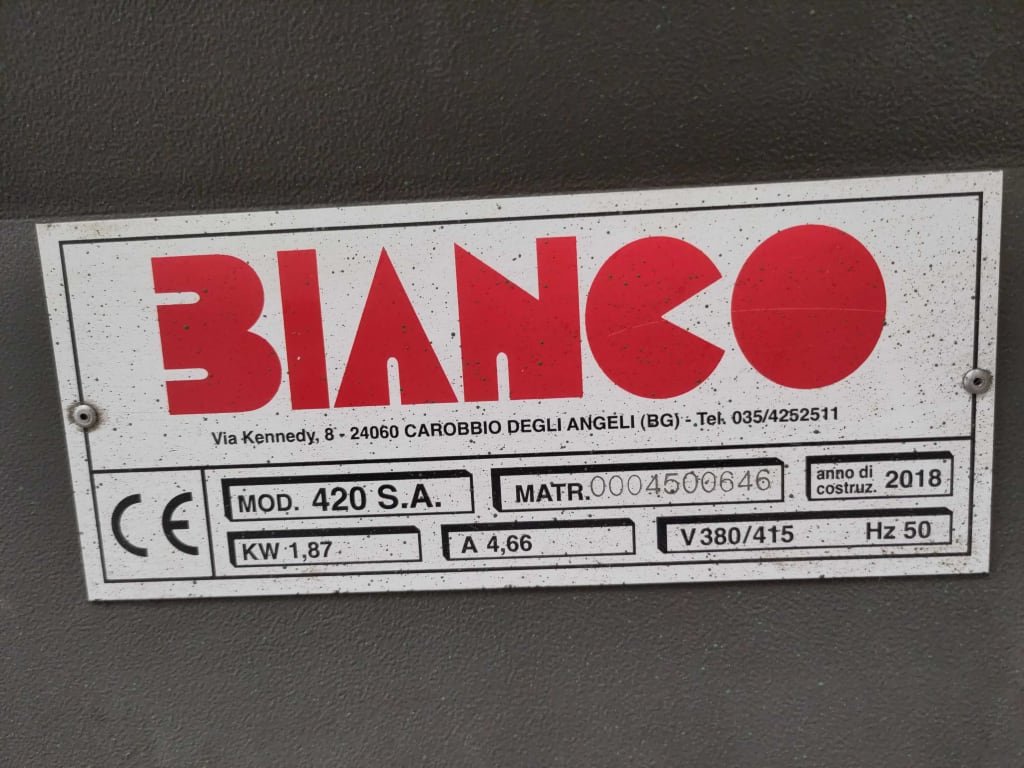 BIANCO
Via Kennedy, 8 - 24060 CAROBBIO DEGLI ANGELI (BG) - Tel. 035/4252511
CE
MOD. 420 S.A.
MATR. 0004500646
anno di costruz. 2018
KW 1,87
A 4,66
V 380/415 Hz 50